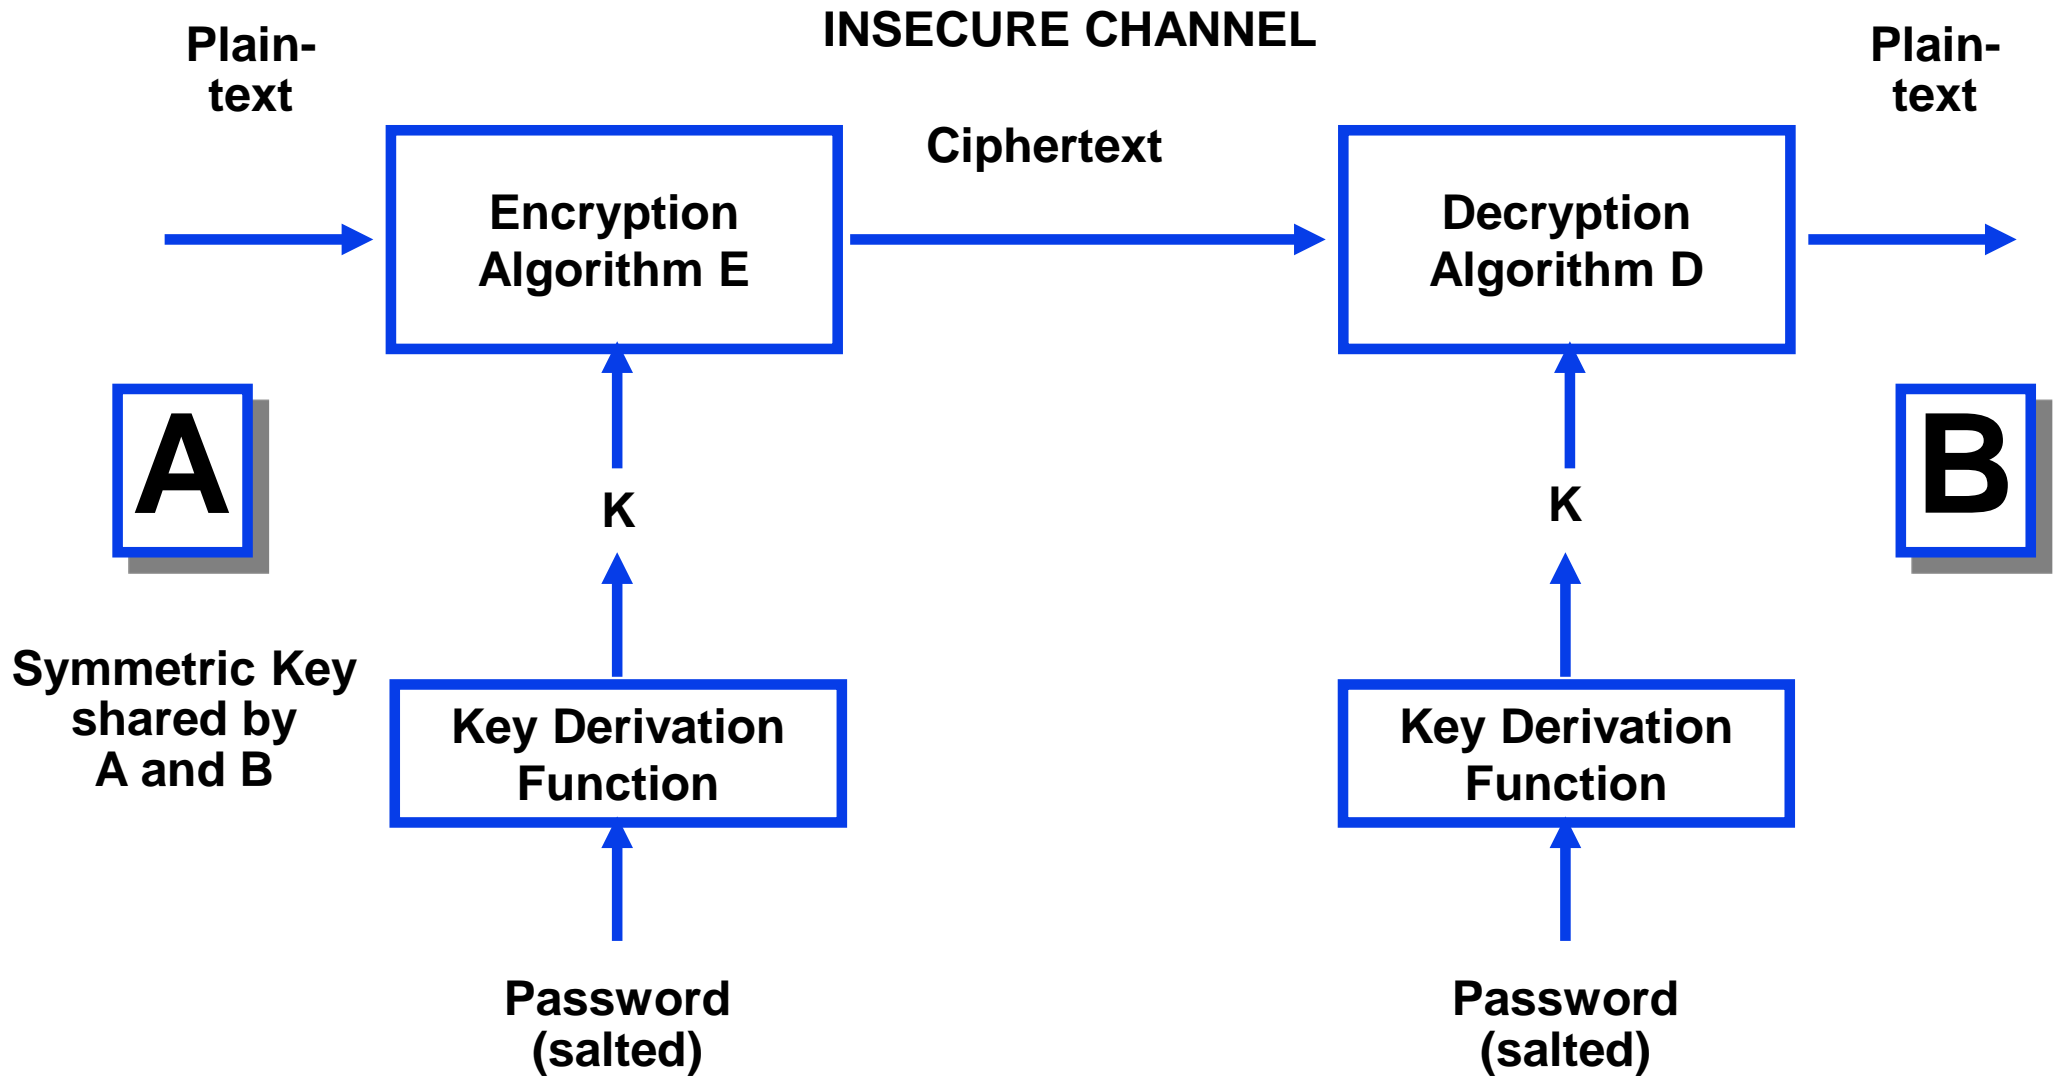 INSECURE CHANNEL
Plain-
text
Plain-
text
Ciphertext
Encryption
Algorithm E
Decryption
Algorithm D
A
B
K
K
Symmetric Key
shared by
A and B
Key Derivation
Function
Key Derivation
Function
Password
(salted)
Password
(salted)